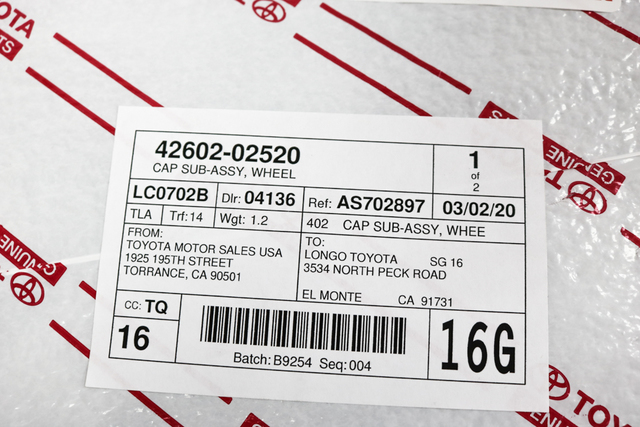 TOYOTA
42602-02520
CAP SUB-ASSY, WHEEL
1
of
2
LC0702B
Dlr: 04136
Ref: AS702897
03/02/20
TLA
Trf: 14
Wgt: 1.2
402 CAP SUB-ASSY, WHEE
FROM:
TOYOTA MOTOR SALES USA
1925 195TH STREET
TORRANCE, CA 90501
TO:
LONGO TOYOTA SG 16
3534 NORTH PECK ROAD
EL MONTE CA 91731
CC: TQ
16
Batch: B9254 Seq: 004
16G
GENUINE
GENUINE